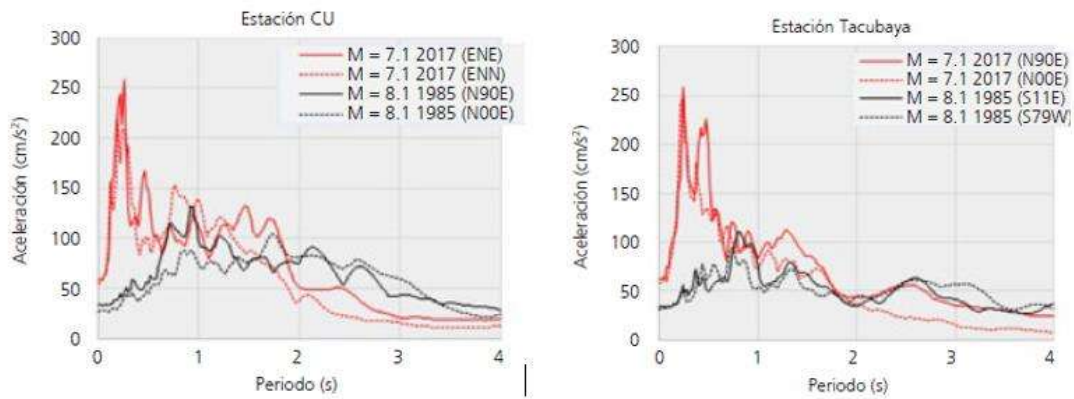 Estación CU
300
250
200
150
100
50
0
Aceleración (cm/s²)
M = 7.1 2017 (ENE)
M = 7.1 2017 (ENN)
M = 8.1 1985 (N90E)
M = 8.1 1985 (N00E)
0 1 2 3 4
Periodo (s)
Estación Tacubaya
300
250
200
150
100
50
0
Aceleración (cm/s²)
M = 7.1 2017 (N90E)
M = 7.1 2017 (N00E)
M = 8.1 1985 (S11E)
M = 8.1 1985 (S79W)
0 1 2 3 4
Periodo (s)